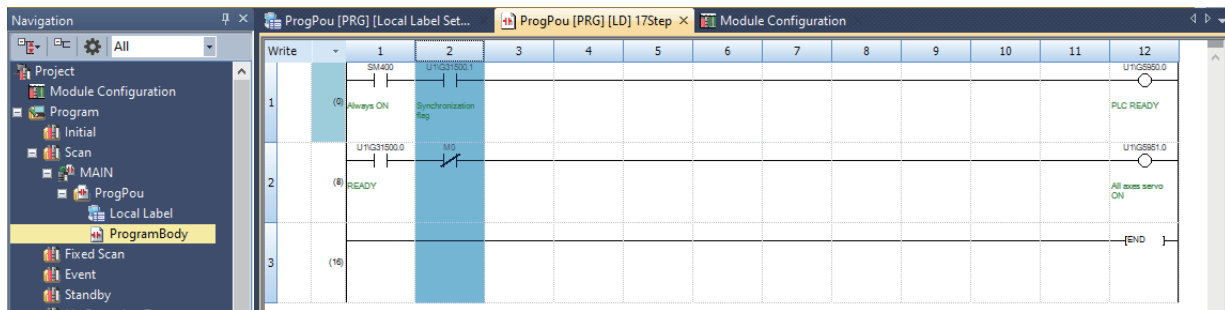 Navigation
All
Project
Module Configuration
Program
Initial
Scan
MAIN
ProgPou
Local Label
ProgramBody
Fixed Scan
Event
Standby
ProgPou [PRG] [Local Label Set...
ProgPou [PRG] [LD] 17Step
Module Configuration
Write 1 2 3 4 5 6 7 8 9 10 11 12
SM400 U1\G31500.1 U1\G5950.0
1 (0) Always ON Synchronization flag PLC READY
U1\G31500.0 M0 U1\G5951.0
2 (8) READY All axes servo ON
3 (16) [END ]